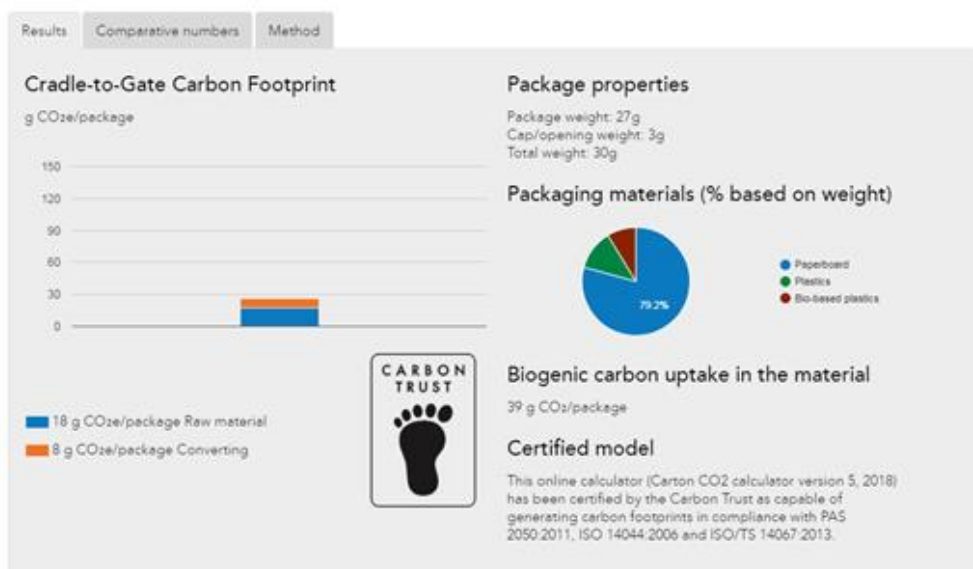 Results
Comparative numbers
Method
Cradle-to-Gate Carbon Footprint
g CO2e/package
150
120
90
60
30
0
CARBON
TRUST
18 g CO2e/package Raw material
8 g CO2e/package Converting
Package properties
Package weight: 27g
Cap/opening weight: 3g
Total weight: 30g
Packaging materials (% based on weight)
79.2%
Paperboard
Plastics
Bio-based plastics
Biogenic carbon uptake in the material
39 g CO2/package
Certified model
This online calculator (Carton CO2 calculator version 5, 2018)
has been certified by the Carbon Trust as capable of
generating carbon footprints in compliance with PAS
2050:2011, ISO 14044:2006 and ISO/TS 14067:2013.